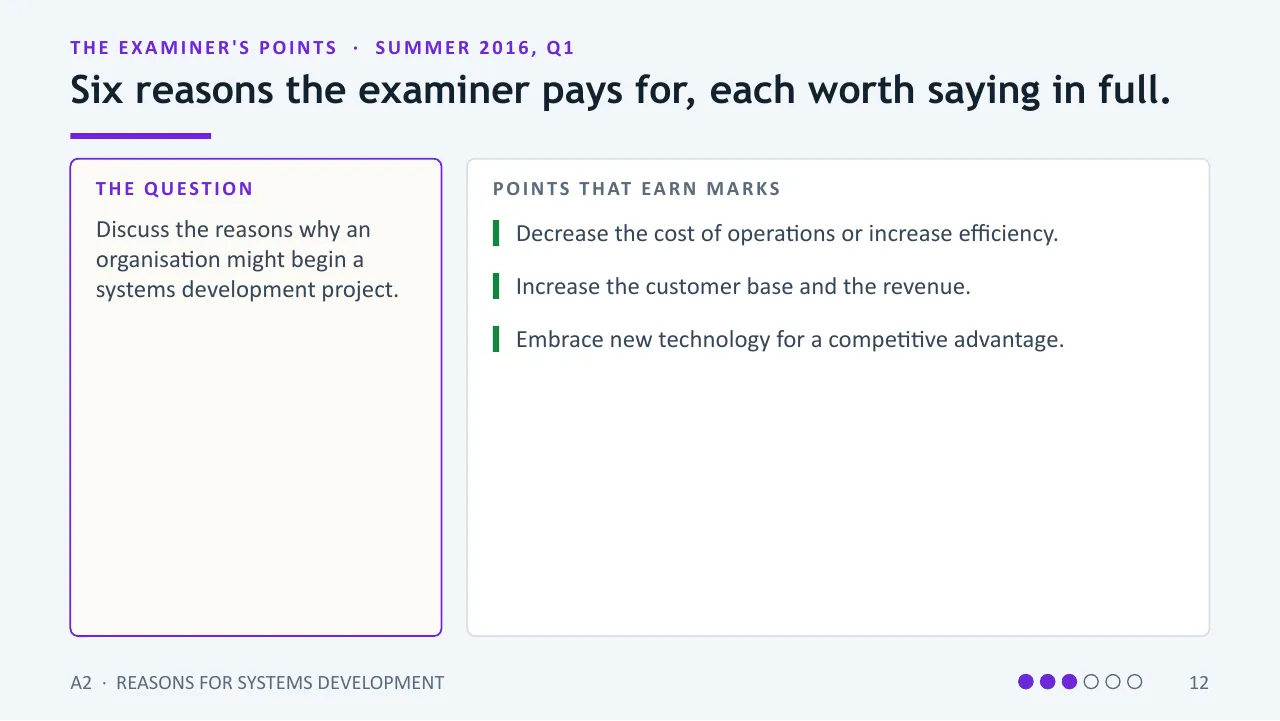 THE EXAMINER'S POINTS · SUMMER 2016, Q1
Six reasons the examiner pays for, each worth saying in full.
THE QUESTION
Discuss the reasons why an
organisation might begin a
systems development project.
POINTS THAT EARN MARKS
Decrease the cost of operations or increase efficiency.
Increase the customer base and the revenue.
Embrace new technology for a competitive advantage.
A2 · REASONS FOR SYSTEMS DEVELOPMENT
12